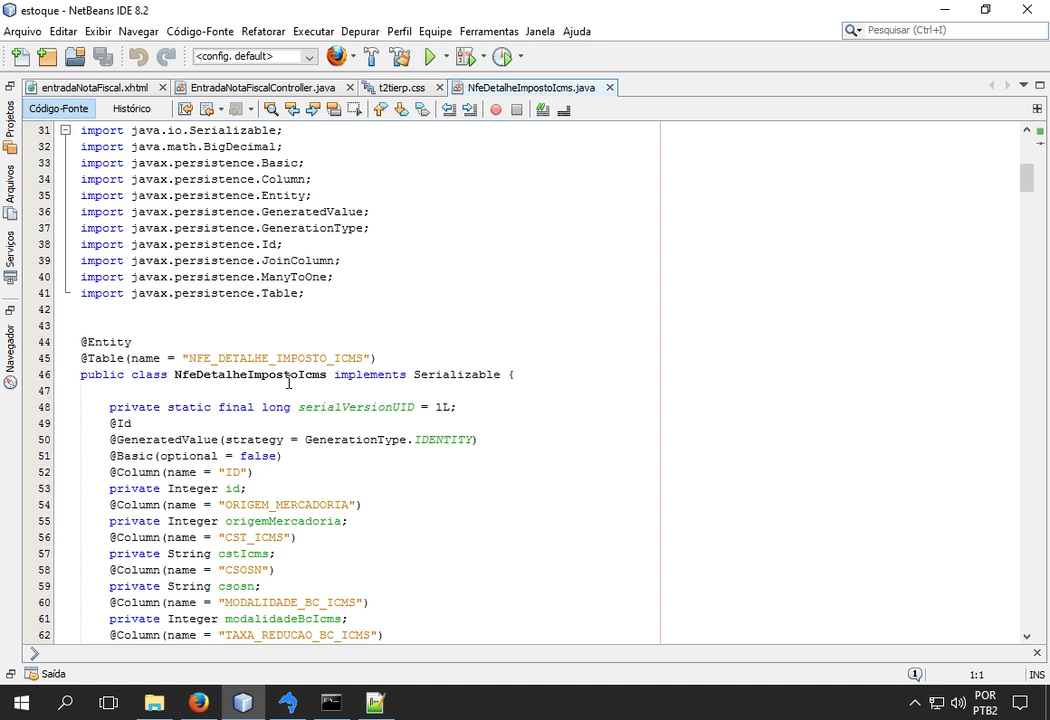 estoque - NetBeans IDE 8.2
Arquivo Editar Exibir Navegar Código-Fonte Refatorar Executar Depurar Perfil Equipe Ferramentas Janela Ajuda
Pesquisar (Ctrl+I)
<config. default>
entradaNotaFiscal.xhtml EntradaNotaFiscalController.java t2tierp.css NfeDetalheImpostoIcms.java
Código-Fonte Histórico
Projetos
Arquivos
Serviços
Navegador
31 import java.io.Serializable;
32 import java.math.BigDecimal;
33 import javax.persistence.Basic;
34 import javax.persistence.Column;
35 import javax.persistence.Entity;
36 import javax.persistence.GeneratedValue;
37 import javax.persistence.GenerationType;
38 import javax.persistence.Id;
39 import javax.persistence.JoinColumn;
40 import javax.persistence.ManyToOne;
41 import javax.persistence.Table;
42
43
44 @Entity
45 @Table(name = "NFE_DETALHE_IMPOSTO_ICMS")
46 public class NfeDetalheImpostoIcms implements Serializable {
47
48 private static final long serialVersionUID = 1L;
49 @Id
50 @GeneratedValue(strategy = GenerationType.IDENTITY)
51 @Basic(optional = false)
52 @Column(name = "ID")
53 private Integer id;
54 @Column(name = "ORIGEM_MERCADORIA")
55 private Integer origemMercadoria;
56 @Column(name = "CST_ICMS")
57 private String cstIcms;
58 @Column(name = "CSOSN")
59 private String csosn;
60 @Column(name = "MODALIDADE_BC_ICMS")
61 private Integer modalidadeBcIcms;
62 @Column(name = "TAXA_REDUCAO_BC_ICMS")
Saída
1
1:1
INS
POR
PTB2